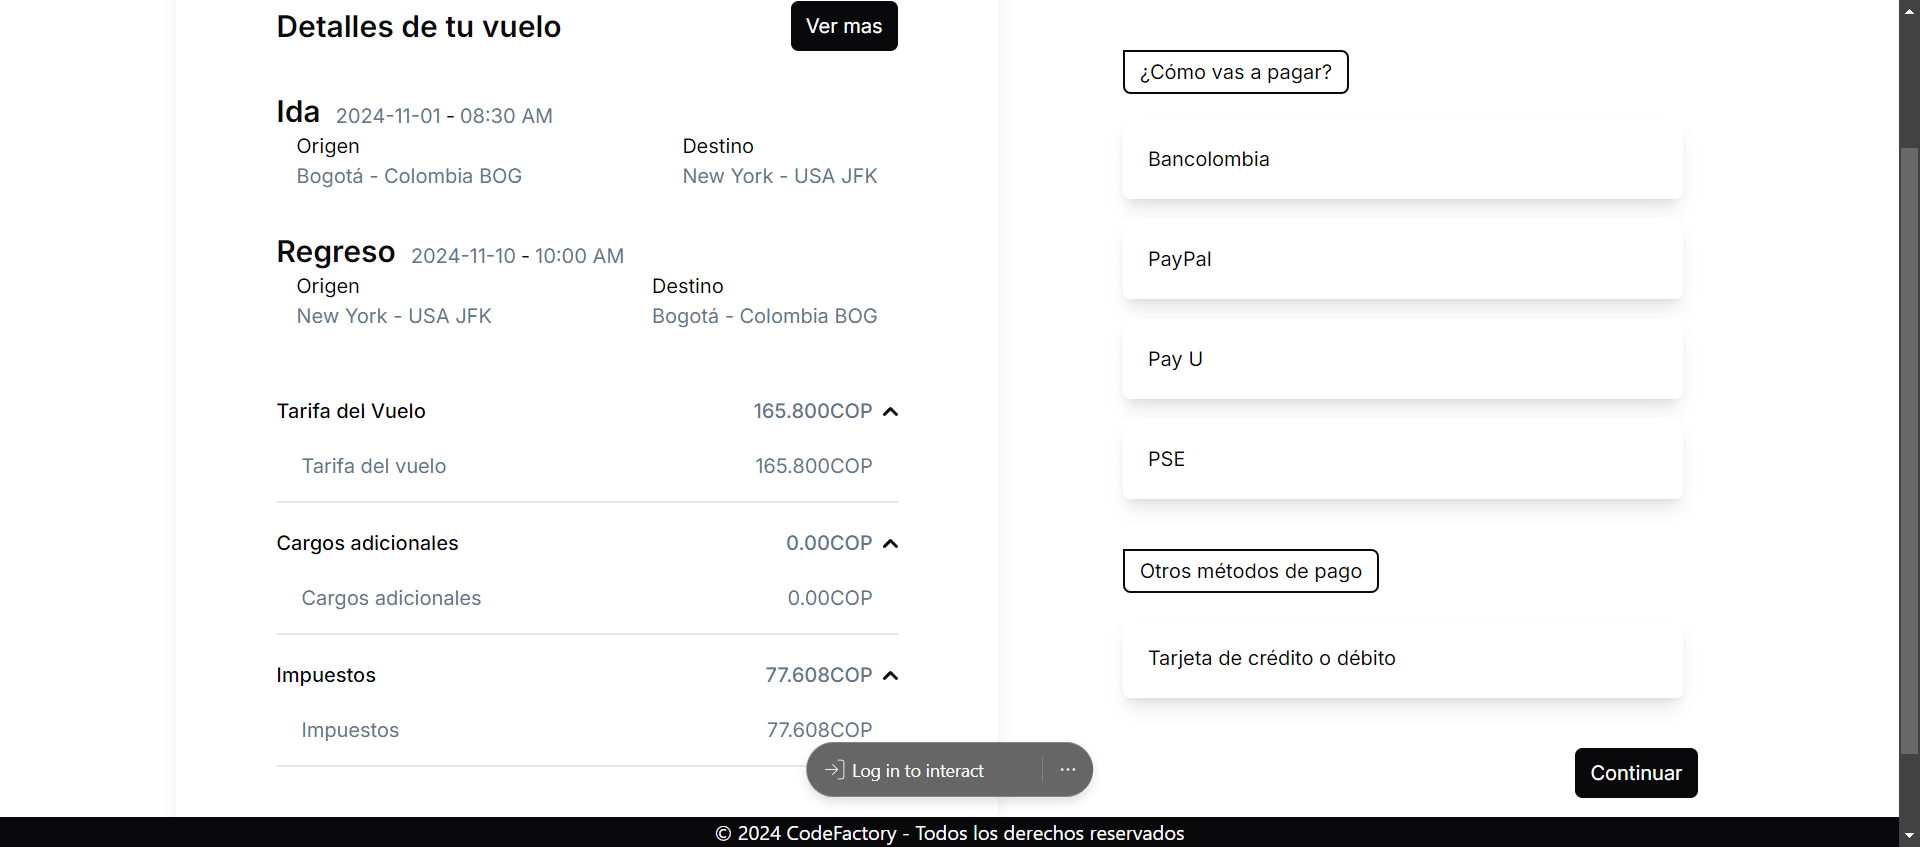 Detalles de tu vuelo
Ver mas
Ida 2024-11-01 - 08:30 AM
Origen
Destino
Bogotá - Colombia BOG
New York - USA JFK
Regreso 2024-11-10 - 10:00 AM
Origen
Destino
New York - USA JFK
Bogotá - Colombia BOG
Tarifa del Vuelo 165.800COP
Tarifa del vuelo 165.800COP
Cargos adicionales 0.00COP
Cargos adicionales 0.00COP
Impuestos 77.608COP
Impuestos 77.608COP
¿Cómo vas a pagar?
Bancolombia
PayPal
Pay U
PSE
Otros métodos de pago
Tarjeta de crédito o débito
Continuar
Log in to interact
© 2024 CodeFactory - Todos los derechos reservados